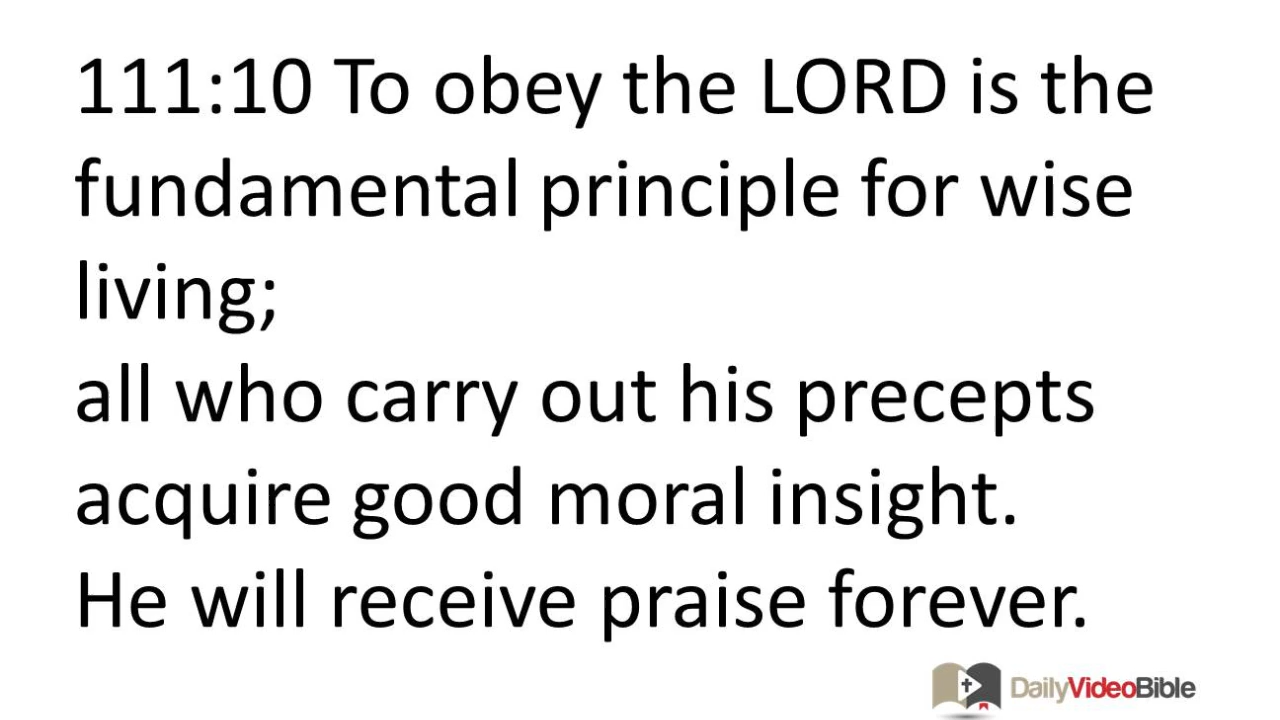 111:10 To obey the LORD is the
fundamental principle for wise
living;
all who carry out his precepts
acquire good moral insight.
He will receive praise forever.
DailyVideoBible